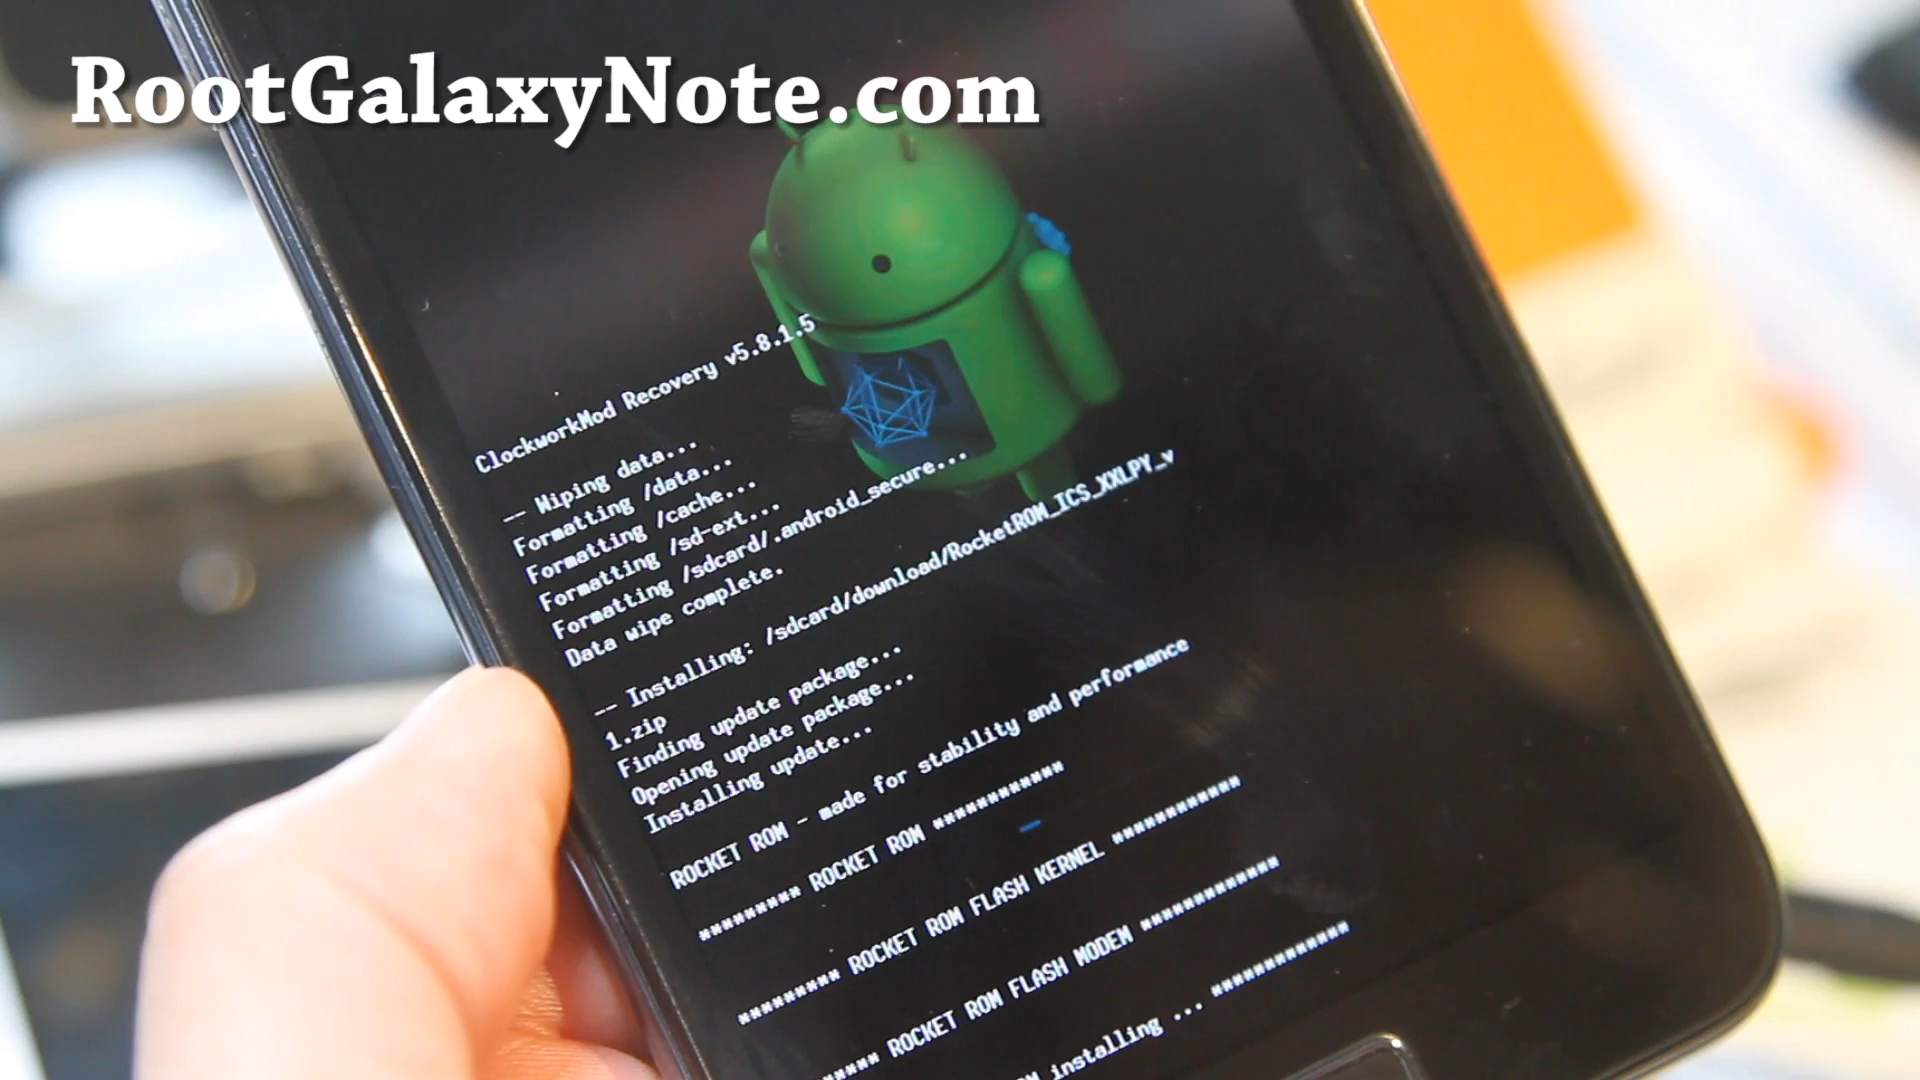 RootGalaxyNote.com
ClockworkMod Recovery v5.8.1.5
-- Wiping data...
Formatting /data...
Formatting /cache...
Formatting /sd-ext...
Formatting /sdcard/.android_secure...
Data wipe complete.
-- Installing: /sdcard/download/RocketROM_ICS_XXLPY_v
1.zip
Finding update package...
Opening update package...
Installing update...
ROCKET ROM - made for stability and performance
********* ROCKET ROM ************
********* ROCKET ROM FLASH KERNEL ************
***** ROCKET ROM FLASH MODEM *************
installing ... *************